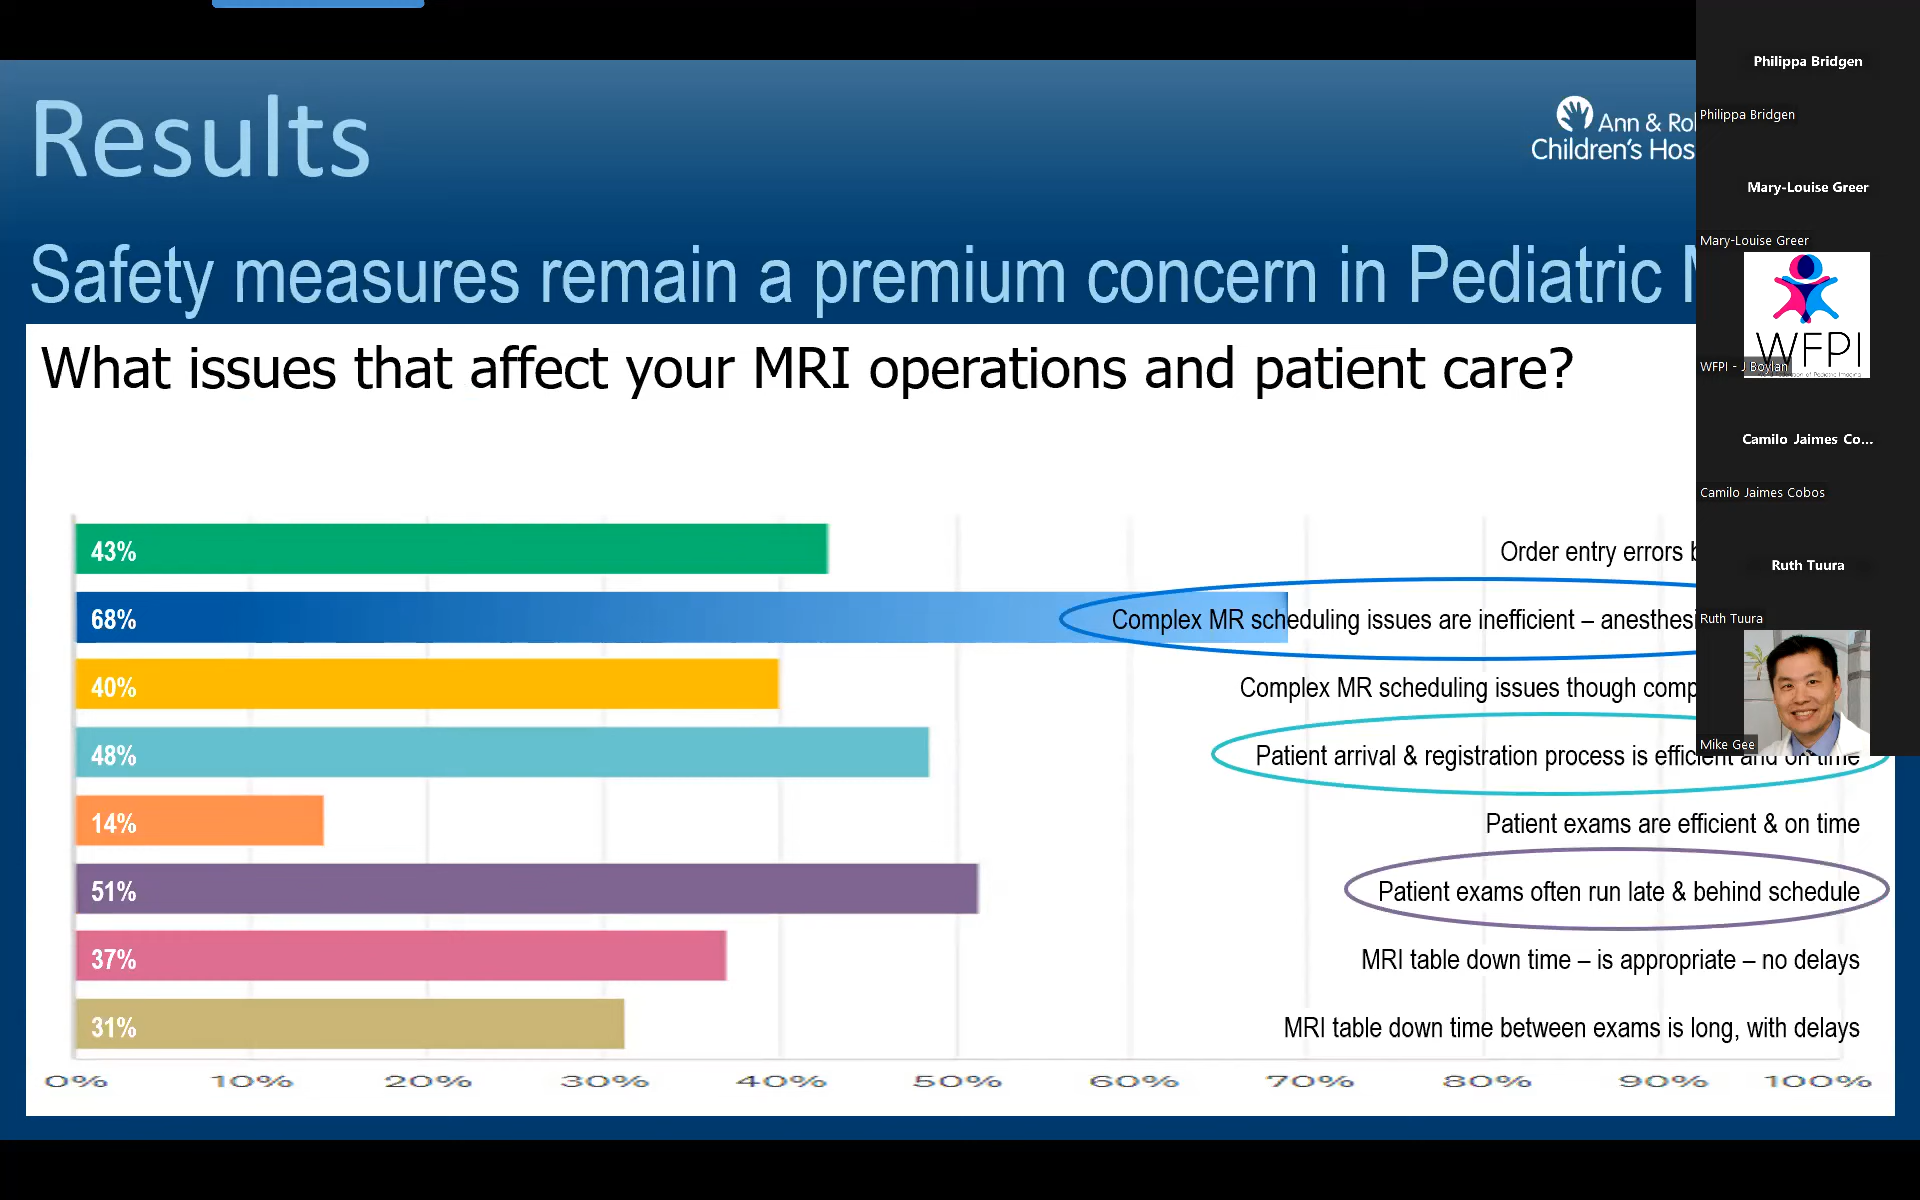 Results
Ann & Ro
Children's Hos
Safety measures remain a premium concern in Pediatric
What issues that affect your MRI operations and patient care?
43%
Order entry errors
68%
Complex MR scheduling issues are inefficient – anesthesi
40%
Complex MR scheduling issues though comp
48%
Patient arrival & registration process is efficient and on time
14%
Patient exams are efficient & on time
51%
Patient exams often run late & behind schedule
37%
MRI table down time – is appropriate – no delays
31%
MRI table down time between exams is long, with delays
0% 10% 20% 30% 40% 50% 60% 70% 80% 90% 100%
Philippa Bridgen
Philippa Bridgen
Mary-Louise Greer
Mary-Louise Greer
WFPI
WFPI - J Boylan
Camilo Jaimes Co...
Camilo Jaimes Cobos
Ruth Tuura
Ruth Tuura
Mike Gee